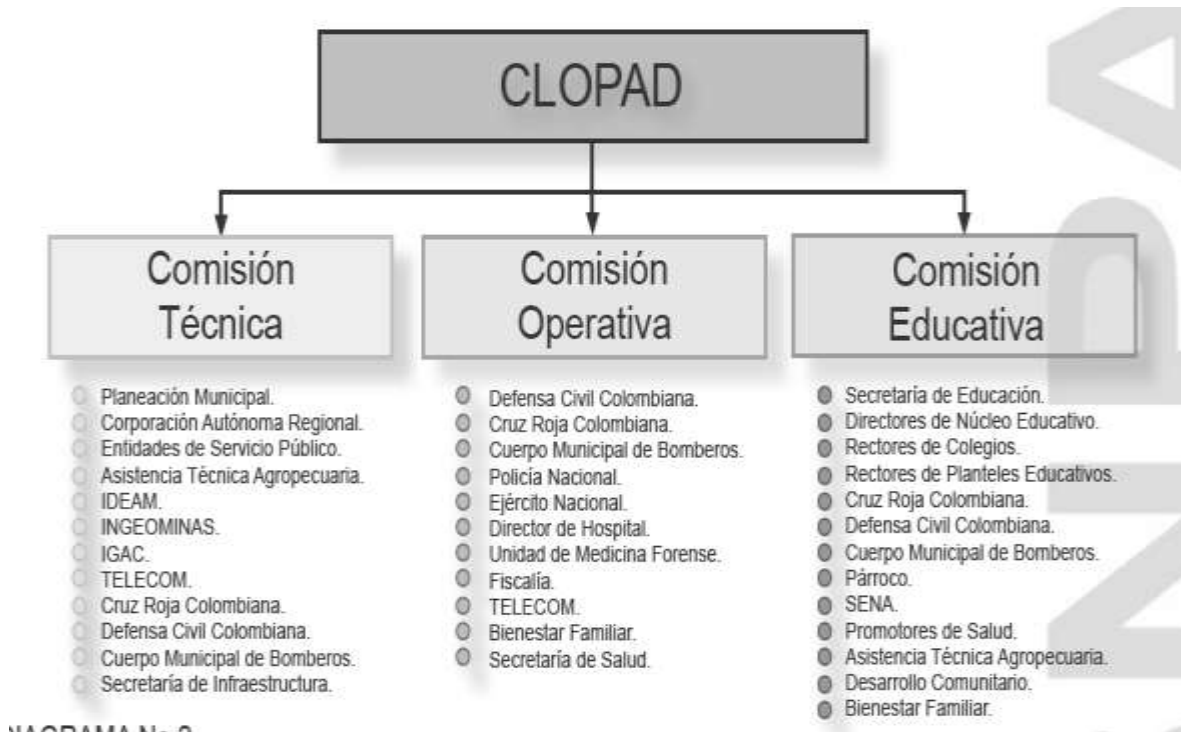 CLOPAD
Comisión
Técnica
Planeación Municipal.
Corporación Autónoma Regional.
Entidades de Servicio Público.
Asistencia Técnica Agropecuaria.
IDEAM.
INGEOMINAS.
IGAC.
TELECOM.
Cruz Roja Colombiana.
Defensa Civil Colombiana.
Cuerpo Municipal de Bomberos.
Secretaría de Infraestructura.
Comisión
Operativa
Defensa Civil Colombiana.
Cruz Roja Colombiana.
Cuerpo Municipal de Bomberos.
Policía Nacional.
Ejército Nacional.
Director de Hospital.
Unidad de Medicina Forense.
Fiscalía.
TELECOM.
Bienestar Familiar.
Secretaría de Salud.
Comisión
Educativa
Secretaría de Educación.
Directores de Núcleo Educativo.
Rectores de Colegios.
Rectores de Planteles Educativos.
Cruz Roja Colombiana.
Defensa Civil Colombiana.
Cuerpo Municipal de Bomberos.
Párroco.
SENA.
Promotores de Salud.
Asistencia Técnica Agropecuaria.
Desarrollo Comunitario.
Bienestar Familiar.